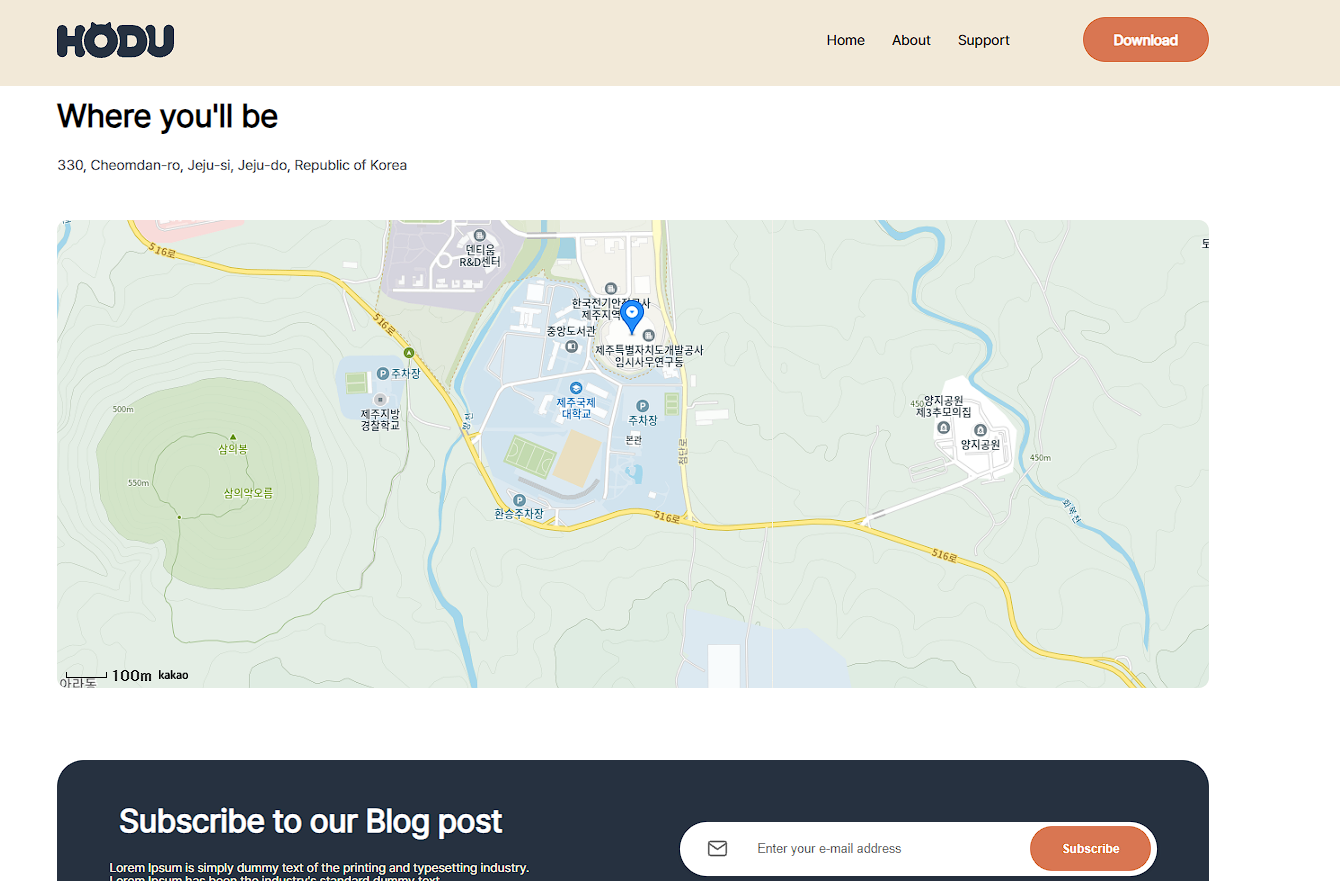 HODU
Home
About
Support
Download
Where you'll be
330, Cheomdan-ro, Jeju-si, Jeju-do, Republic of Korea
516로
덴티움
R&D센터
한국전기안전공사
제주지역
516로
중앙도서관
제주특별자치도개발공사
임시사무연구동
주차장
제주국제
대학교
제주지방
경찰학교
주차장
본관
첨단로
양지공원
제3추모의집
450
양지공원
500m
삼의봉
550m
삼의악오름
450m
환승주차장
516로
회천천
516로
100m
kakao
아라동
Subscribe to our Blog post
Enter your e-mail address
Subscribe
Lorem Ipsum is simply dummy text of the printing and typesetting industry.
Lorem Ipsum has been the industry's standard dummy text